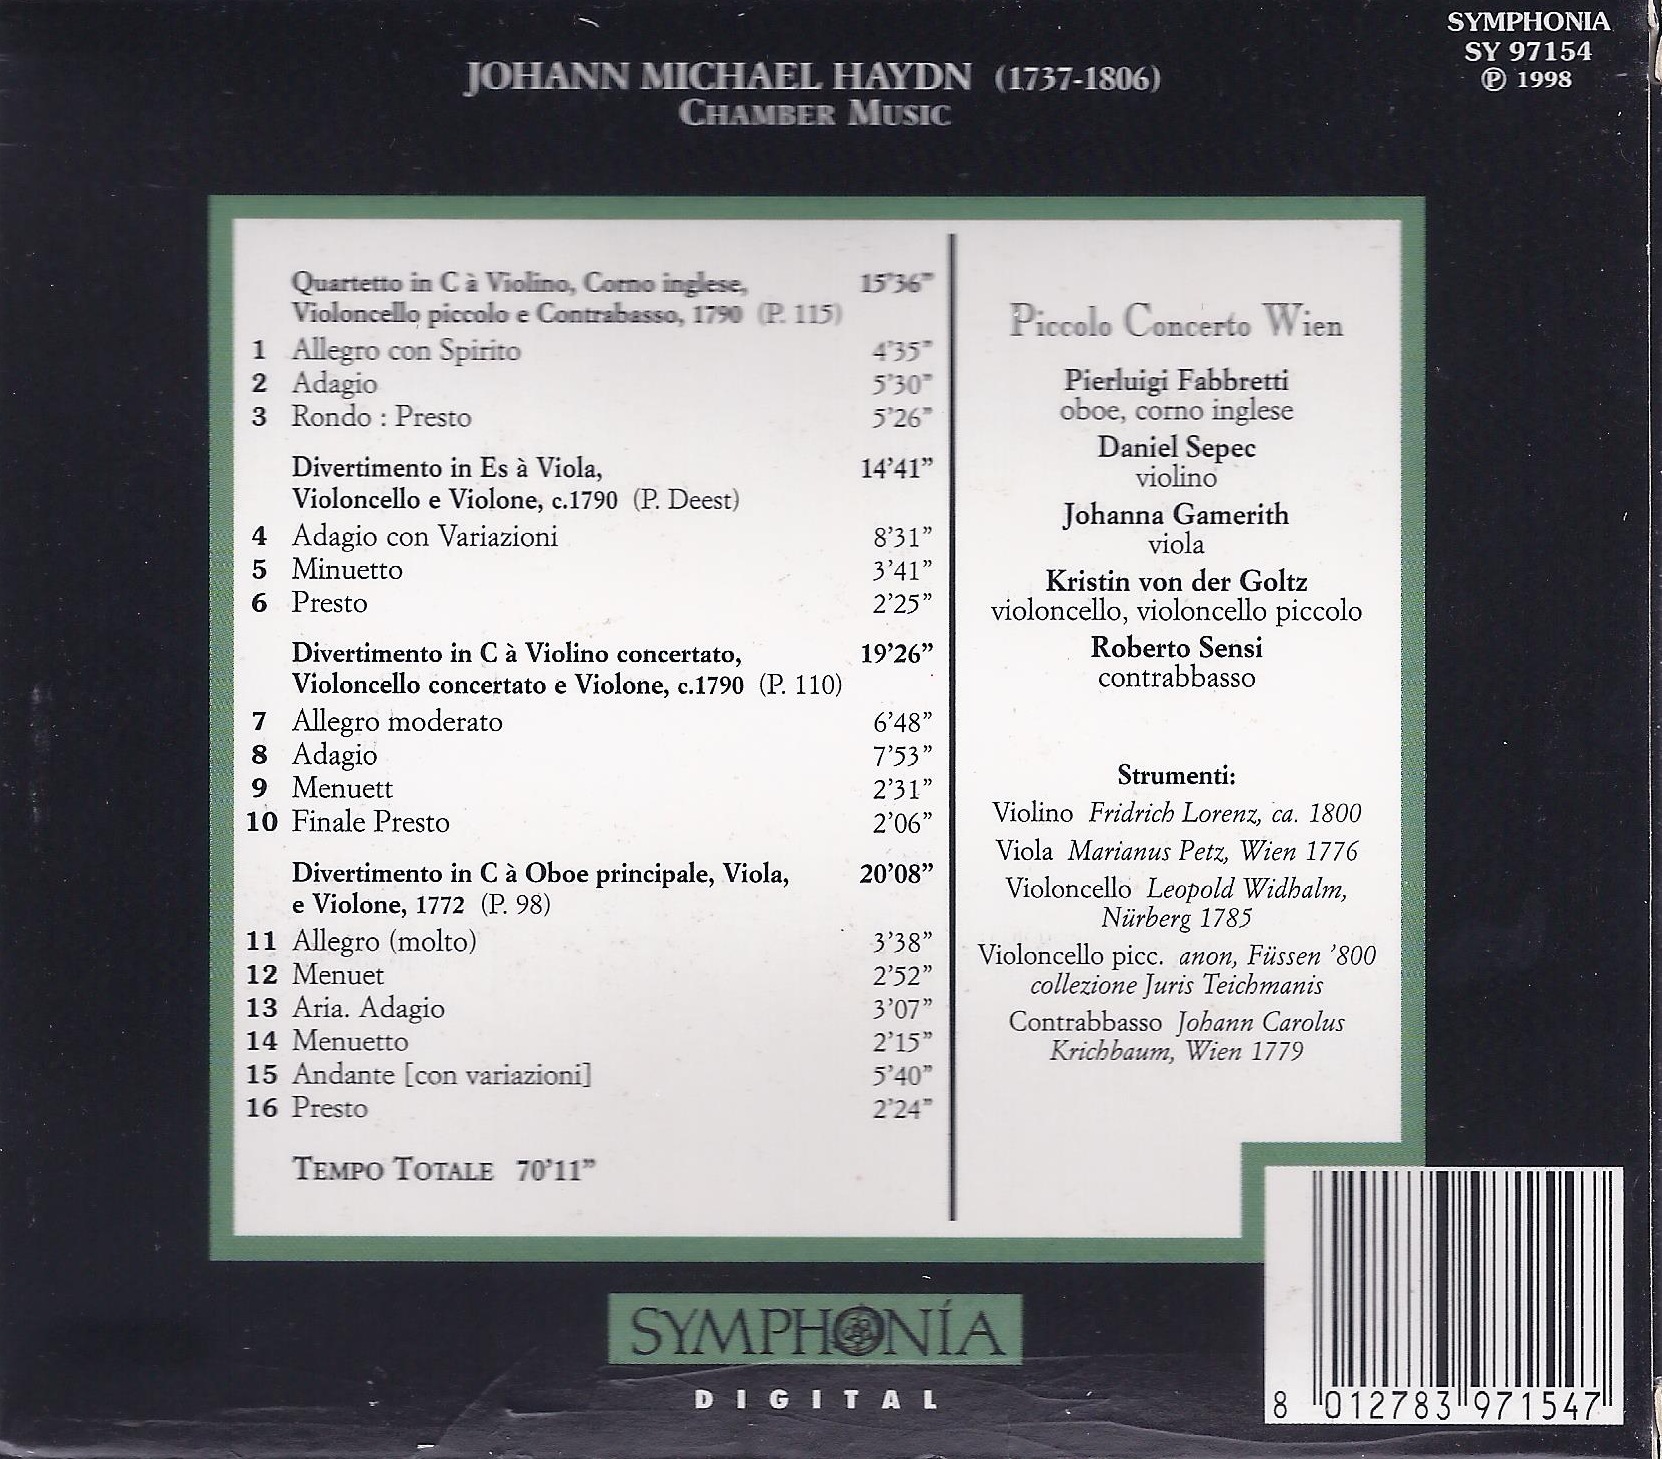 SYMPHONIA
SY 97154
℗ 1998
JOHANN MICHAEL HAYDN (1737-1806)
CHAMBER MUSIC
Quartetto in C à Violino, Corno inglese, 15’36”
Violoncello piccolo e Contrabasso, 1790 (P. 115)
1 Allegro con Spirito 4’35”
2 Adagio 5’30”
3 Rondo : Presto 5’26”
Divertimento in Es à Viola, 14’41”
Violoncello e Violone, c.1790 (P. Deest)
4 Adagio con Variazioni 8’31”
5 Minuetto 3’41”
6 Presto 2’25”
Divertimento in C à Violino concertato, 19’26”
Violoncello concertato e Violone, c.1790 (P. 110)
7 Allegro moderato 6’48”
8 Adagio 7’53”
9 Menuett 2’31”
10 Finale Presto 2’06”
Divertimento in C à Oboe principale, Viola, 20’08”
e Violone, 1772 (P. 98)
11 Allegro (molto) 3’38”
12 Menuet 2’52”
13 Aria. Adagio 3’07”
14 Menuetto 2’15”
15 Andante [con variazioni] 5’40”
16 Presto 2’24”
TEMPO TOTALE 70’11”
Piccolo Concerto Wien
Pierluigi Fabbretti
oboe, corno inglese
Daniel Sepec
violino
Johanna Gamerith
viola
Kristin von der Goltz
violoncello, violoncello piccolo
Roberto Sensi
contrabbasso
Strumenti:
Violino Fridrich Lorenz, ca. 1800
Viola Marianus Petz, Wien 1776
Violoncello Leopold Widhalm,
Nürberg 1785
Violoncello picc. anon, Füssen ’800
collezione Juris Teichmanis
Contrabbasso Johann Carolus
Krichbaum, Wien 1779
SYMPHONÍA
DIGITAL
8 012783 971547